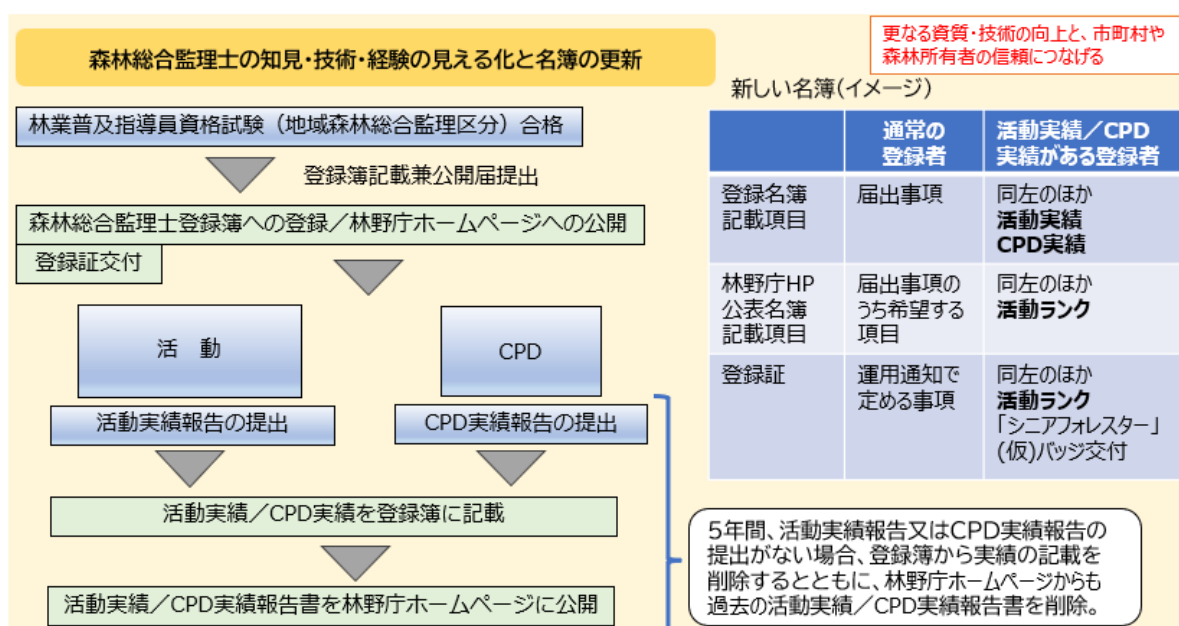 森林総合監理士の知見・技術・経験の見える化と名簿の更新
更なる資質・技術の向上と、市町村や
森林所有者の信頼につなげる
林業普及指導員資格試験（地域森林総合監理区分）合格
登録簿記載兼公開届提出
森林総合監理士登録簿への登録／林野庁ホームページへの公開
登録証交付
活　動
CPD
活動実績報告の提出
CPD実績報告の提出
活動実績／CPD実績を登録簿に記載
活動実績／CPD実績報告書を林野庁ホームページに公開
新しい名簿(イメージ)
通常の
登録者
活動実績／CPD
実績がある登録者
登録名簿
記載項目
届出事項
同左のほか
活動実績
CPD実績
林野庁HP
公表名簿
記載項目
届出事項の
うち希望する
項目
同左のほか
活動ランク
登録証
運用通知で
定める事項
同左のほか
活動ランク
「シニアフォレスター」
(仮)バッジ交付
5年間、活動実績報告又はCPD実績報告の
提出がない場合、登録簿から実績の記載を
削除するとともに、林野庁ホームページからも
過去の活動実績／CPD実績報告書を削除。